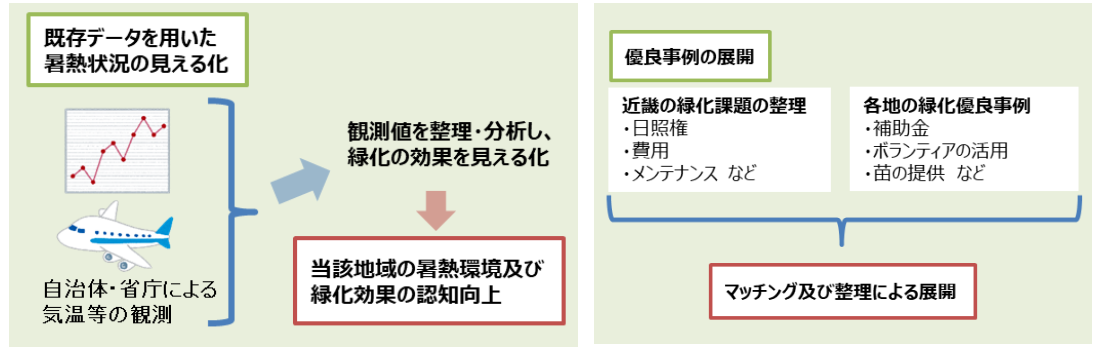 既存データを用いた
暑熱状況の見える化
自治体・省庁による
気温等の観測
観測値を整理・分析し、
緑化の効果を見える化
当該地域の暑熱環境及び
緑化効果の認知向上
優良事例の展開
近畿の緑化課題の整理
・日照権
・費用
・メンテナンス など
各地の緑化優良事例
・補助金
・ボランティアの活用
・苗の提供 など
マッチング及び整理による展開